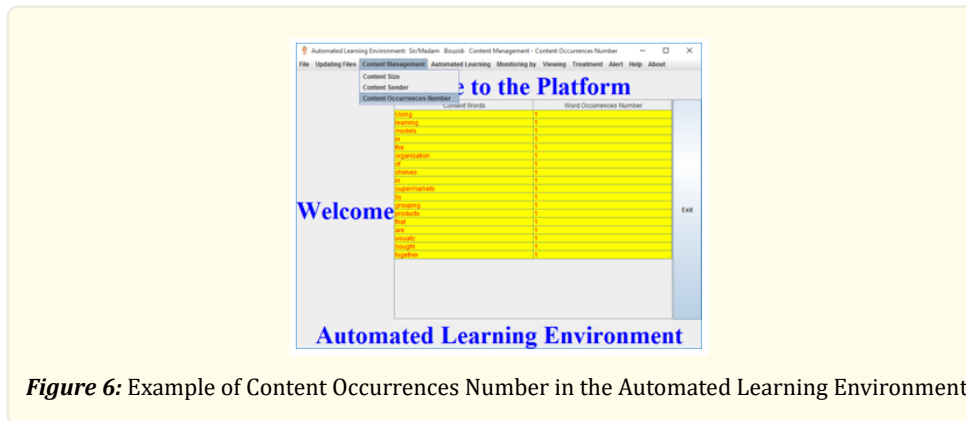 Automated Learning Environment: Sir/Madam Bouzidi Content Management - Content Occurrences Number
File Updating Files Content Management Automated Learning Monitoring by Viewing Treatment Alert Help About
Content Size
Content Sender
Content Occurrences Number
e to the Platform
Content Words Word Occurrences Number
Using 1
learning 1
models 1
in 1
the 1
organization 1
of 1
shelves 1
in 1
supermarkets 1
by 1
grouping 1
products 1
that 1
are 1
usually 1
bought 1
together 1
Welcome
Exit
Automated Learning Environment
Figure 6: Example of Content Occurrences Number in the Automated Learning Environment